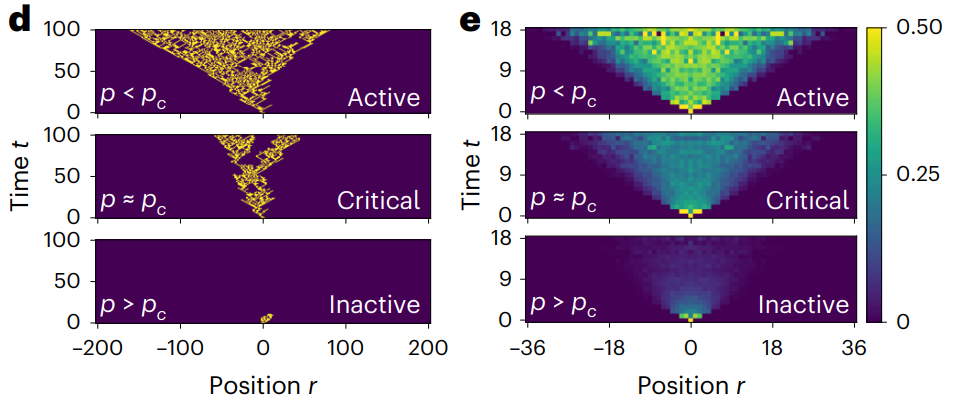 d
100
50
0
p < pc
Active
100
50
0
p ≈ pc
Critical
100
50
0
p > pc
Inactive
Time t
−200 −100 0 100 200
Position r
e
18
9
0
p < pc
Active
18
9
0
p ≈ pc
Critical
18
9
0
p > pc
Inactive
Time t
−36 −18 0 18 36
Position r
0.50
0.25
0